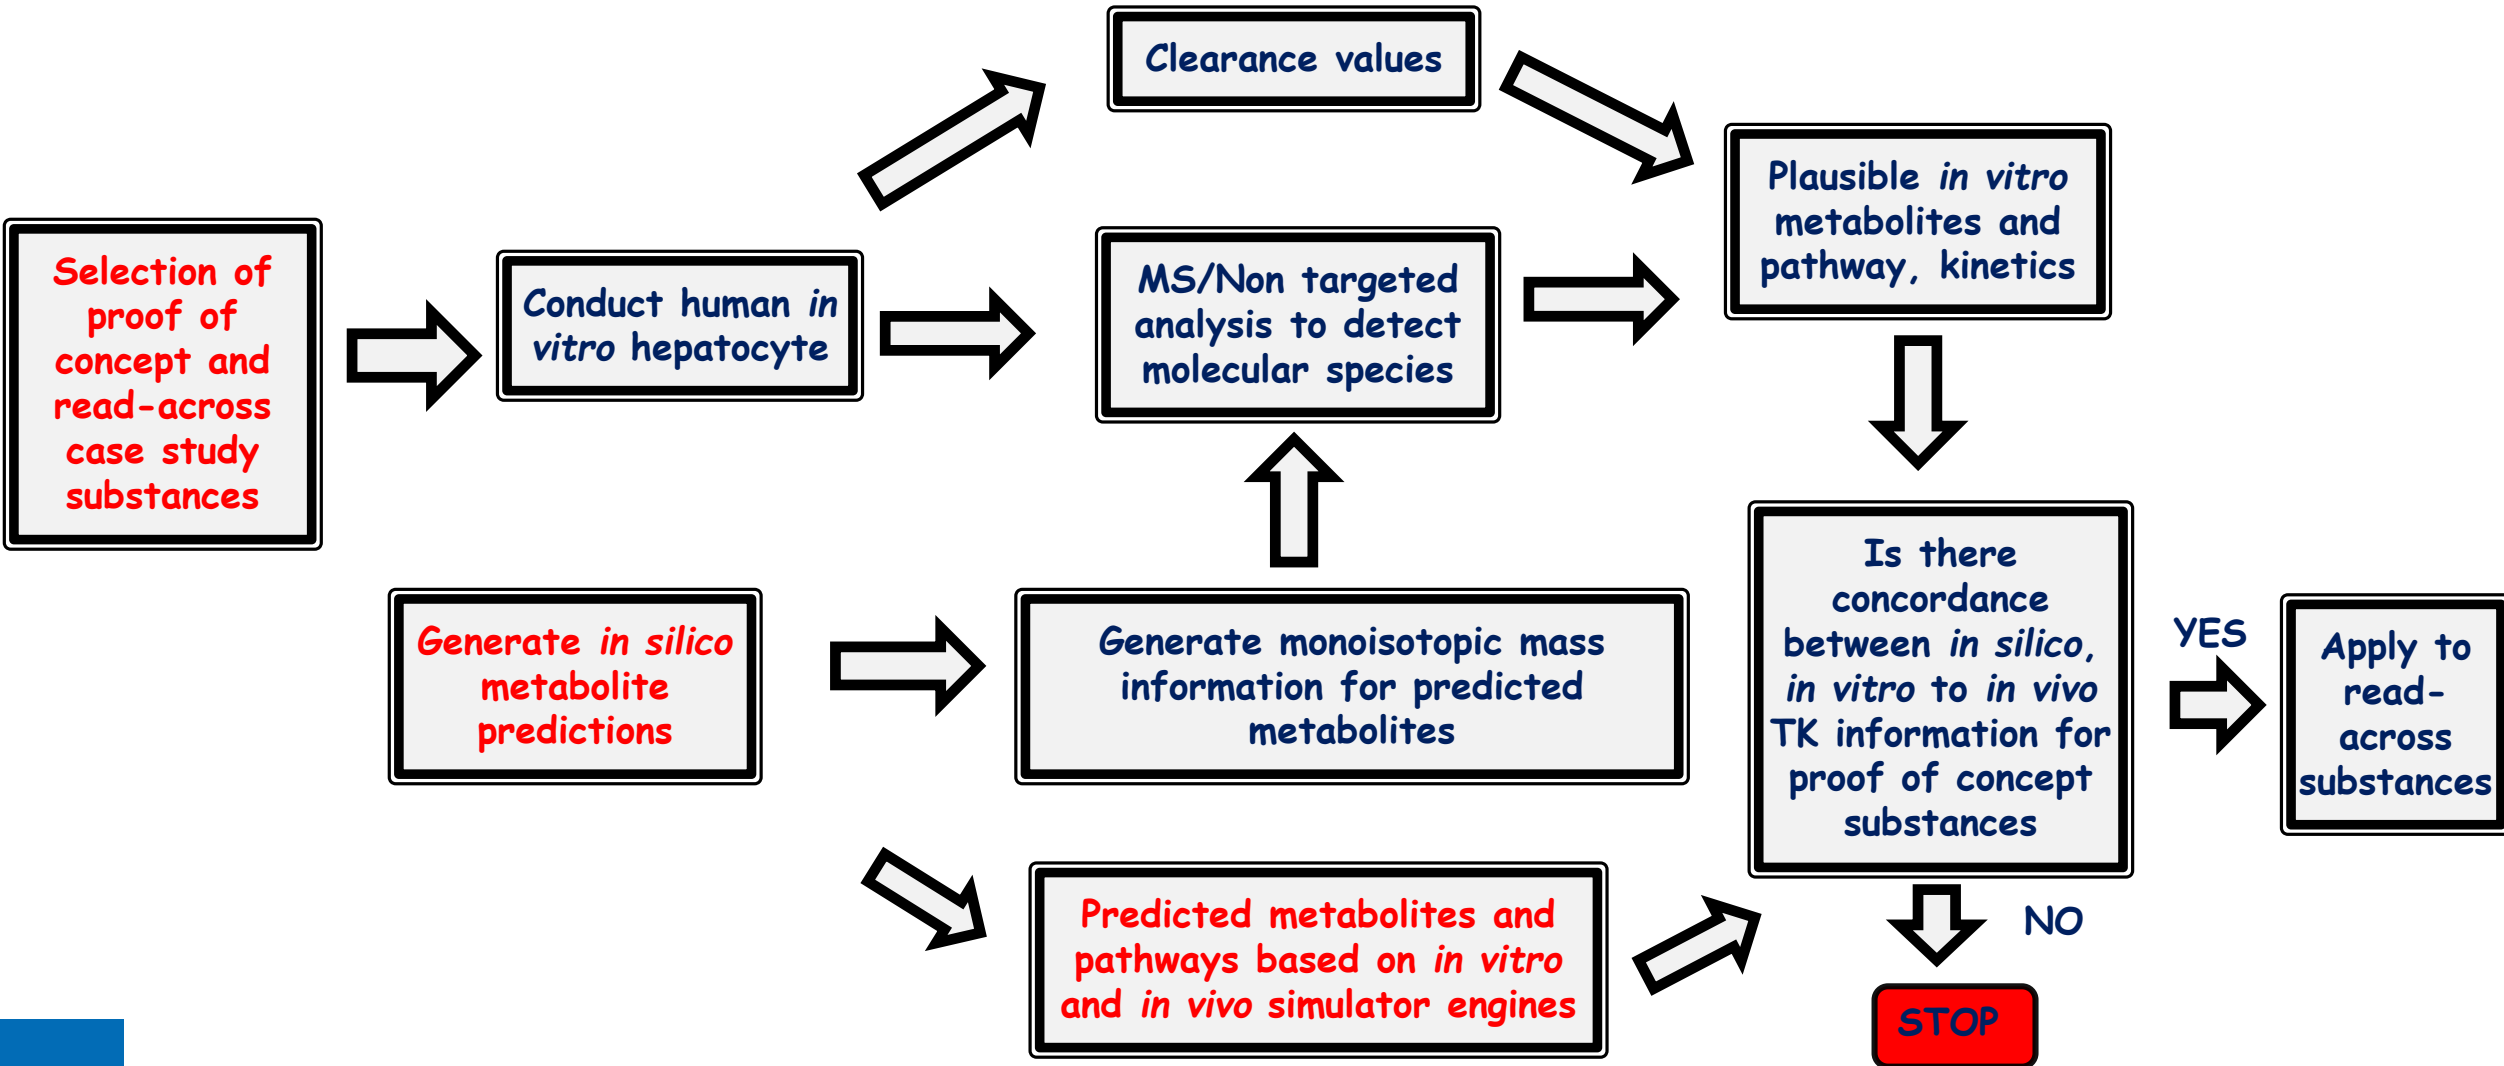 Clearance values
Plausible in vitro
metabolites and
pathway, kinetics
Selection of
proof of
concept and
read-across
case study
substances
Conduct human in
vitro hepatocyte
MS/Non targeted
analysis to detect
molecular species
Generate in silico
metabolite
predictions
Generate monoisotopic mass
information for predicted
metabolites
Is there
concordance
between in silico,
in vitro to in vivo
TK information for
proof of concept
substances
YES
Apply to
read-
across
substances
Predicted metabolites and
pathways based on in vitro
and in vivo simulator engines
NO
STOP